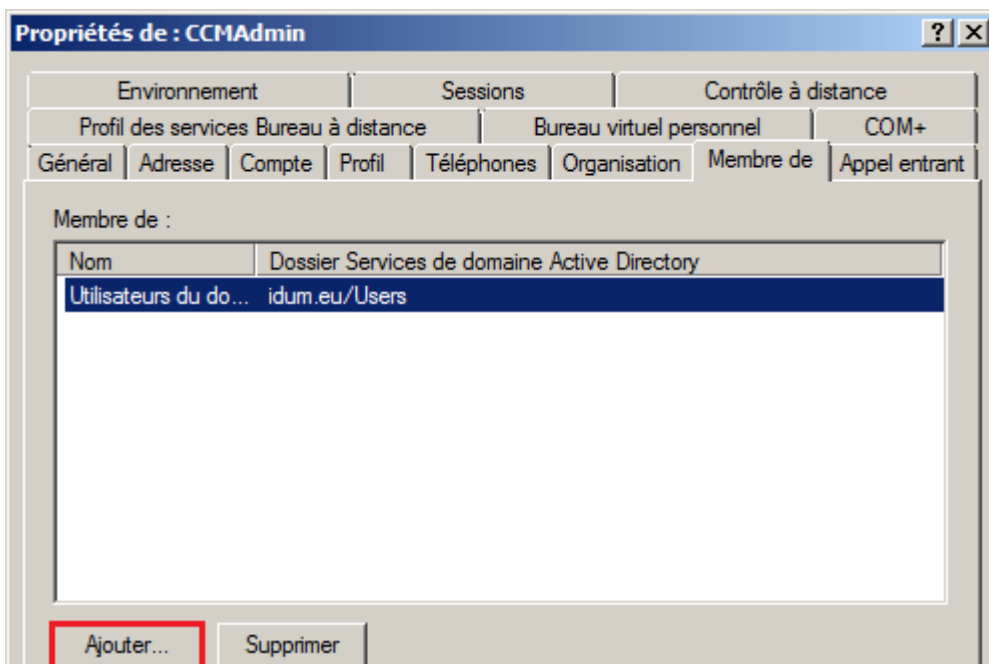 Propriétés de : CCMAdmin
Environnement Sessions Contrôle à distance
Profil des services Bureau à distance Bureau virtuel personnel COM+
Général Adresse Compte Profil Téléphones Organisation Membre de Appel entrant
Membre de :
Nom Dossier Services de domaine Active Directory
Utilisateurs du do... idum.eu/Users
Ajouter... Supprimer